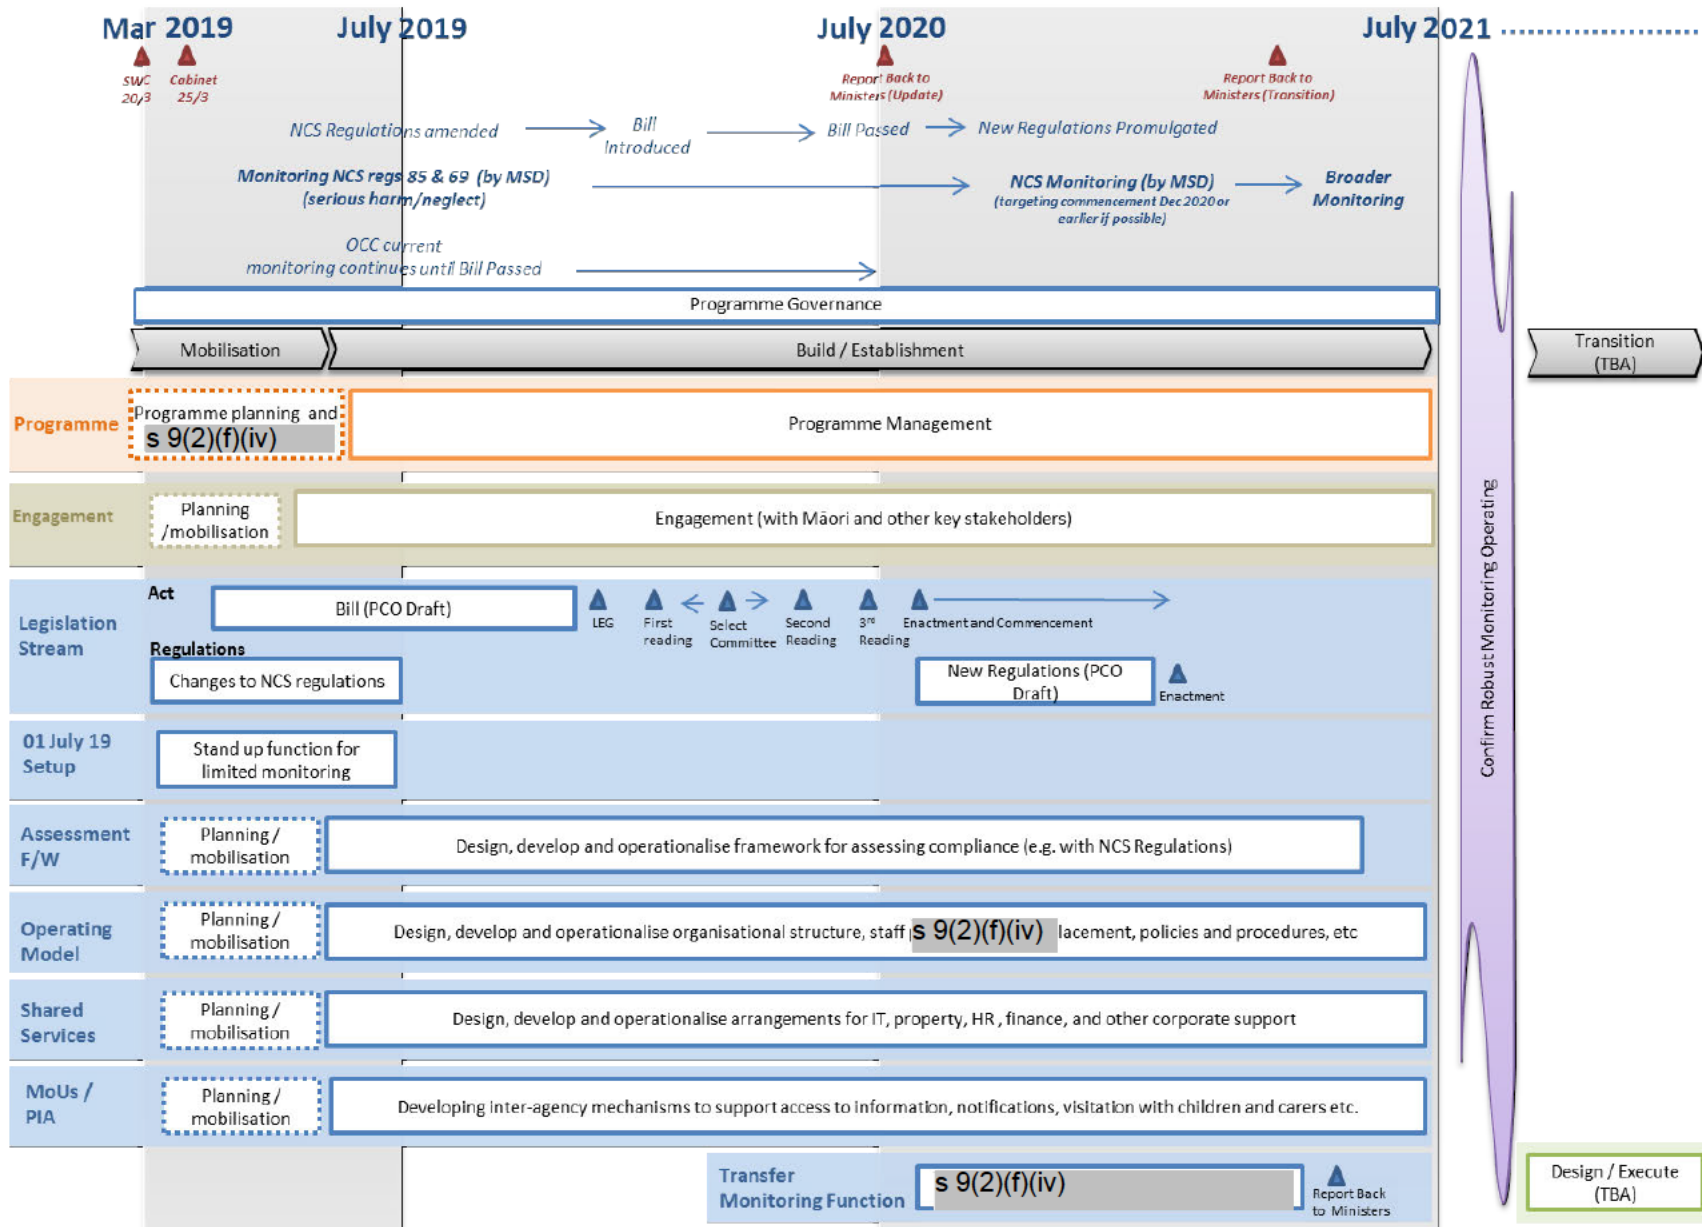 Mar 2019
July 2019
July 2020
July 2021
SWC
20/3
Cabinet
25/3
Report Back to
Ministers (Update)
Report Back to
Ministers (Transition)
NCS Regulations amended
Bill
Introduced
Bill Passed
New Regulations Promulgated
Monitoring NCS regs 85 & 69 (by MSD)
(serious harm/neglect)
NCS Monitoring (by MSD)
(targeting commencement Dec 2020 or
earlier if possible)
Broader
Monitoring
OCC current
monitoring continues until Bill Passed
Programme Governance
Mobilisation
Build / Establishment
Transition
(TBA)
Programme
Programme planning and
s 9(2)(f)(iv)
Programme Management
Engagement
Planning
/mobilisation
Engagement (with Māori and other key stakeholders)
Legislation
Stream
Act
Bill (PCO Draft)
LEG
First
reading
Select
Committee
Second
Reading
3rd
Reading
Enactment and Commencement
Regulations
Changes to NCS regulations
New Regulations (PCO
Draft)
Enactment
01 July 19
Setup
Stand up function for
limited monitoring
Assessment
F/W
Planning /
mobilisation
Design, develop and operationalise framework for assessing compliance (e.g. with NCS Regulations)
Operating
Model
Planning /
mobilisation
Design, develop and operationalise organisational structure, staff s 9(2)(f)(iv) lacement, policies and procedures, etc
Shared
Services
Planning /
mobilisation
Design, develop and operationalise arrangements for IT, property, HR , finance, and other corporate support
MoUs /
PIA
Planning /
mobilisation
Developing inter-agency mechanisms to support access to information, notifications, visitation with children and carers etc.
Transfer
Monitoring Function
s 9(2)(f)(iv)
Report Back
to Ministers
Confirm Robust Monitoring Operating
Design / Execute
(TBA)